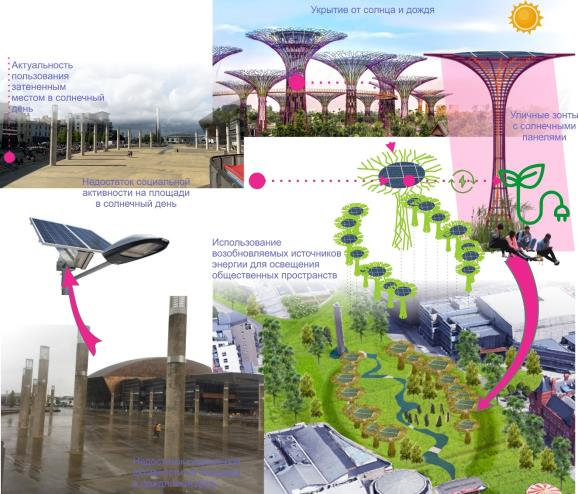 Укрытие от солнца и дождя
Актуальность
пользования
затененным
местом в солнечный
день
Уличные зонты
с солнечными
панелями
Недостаток социальной
активности на площади
в солнечный день
Использование
возобновляемых источников
энергии для освещения
общественных пространств